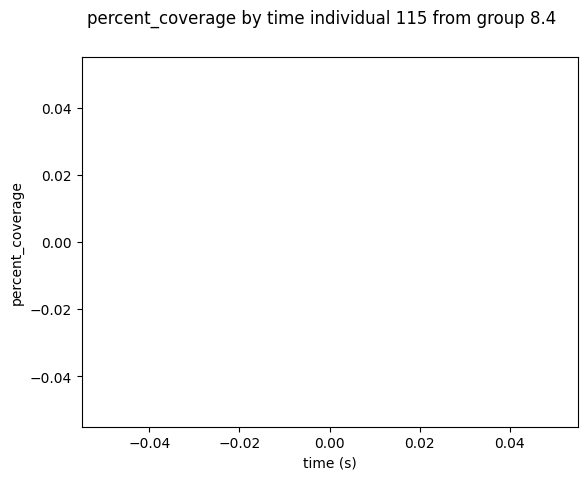 percent_coverage by time individual 115 from group 8.4
0.04
0.02
0.00
−0.02
−0.04
percent_coverage
−0.04 −0.02 0.00 0.02 0.04
time (s)